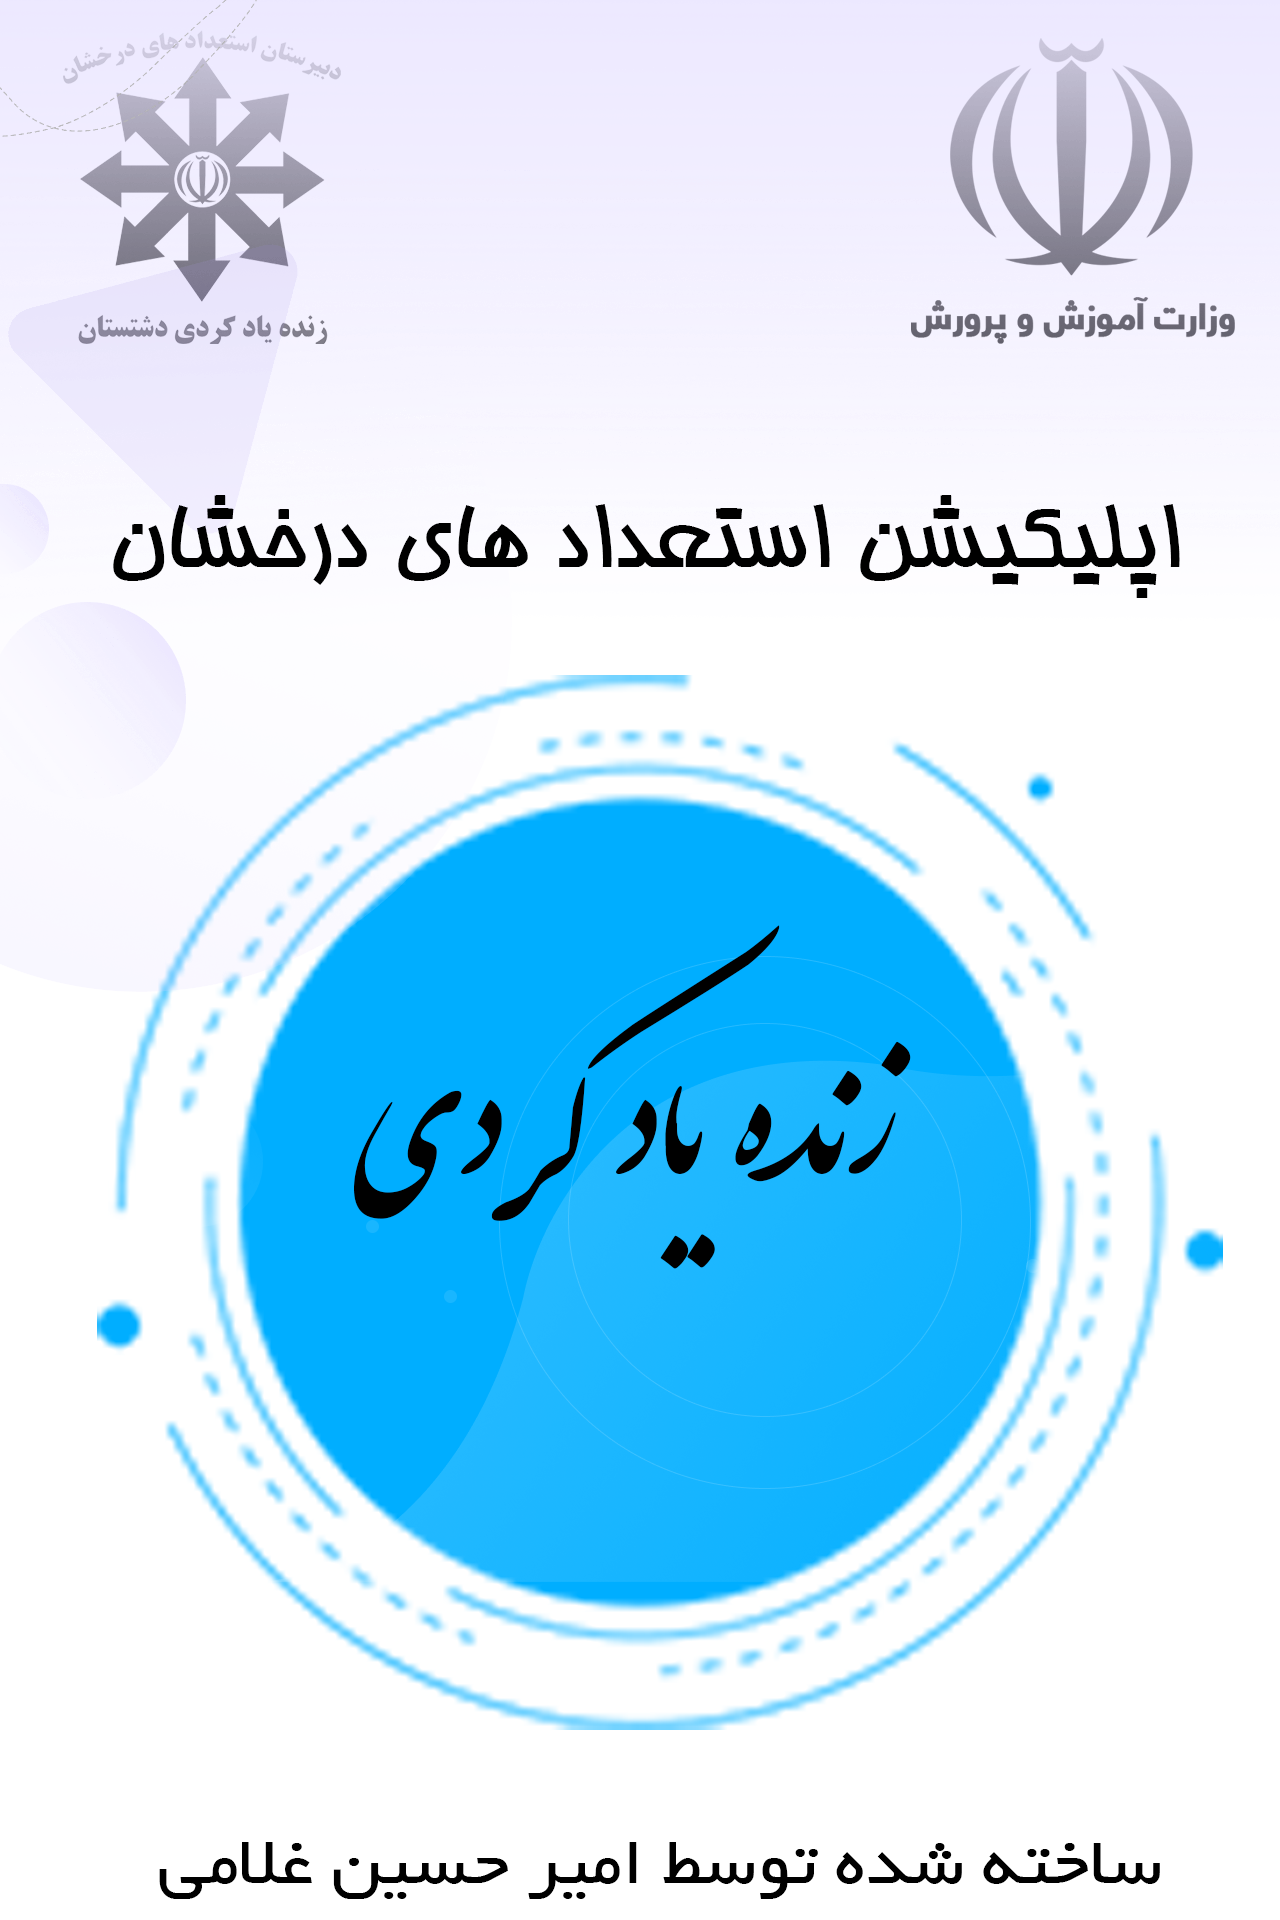 دبیرستان استعداد های درخشان
زنده یاد کردی دشتستان
وزارت آموزش و پرورش
اپلیکیشن استعداد های درخشان
زنده یاد کردی
ساخته شده توسط امیر حسین غلامی